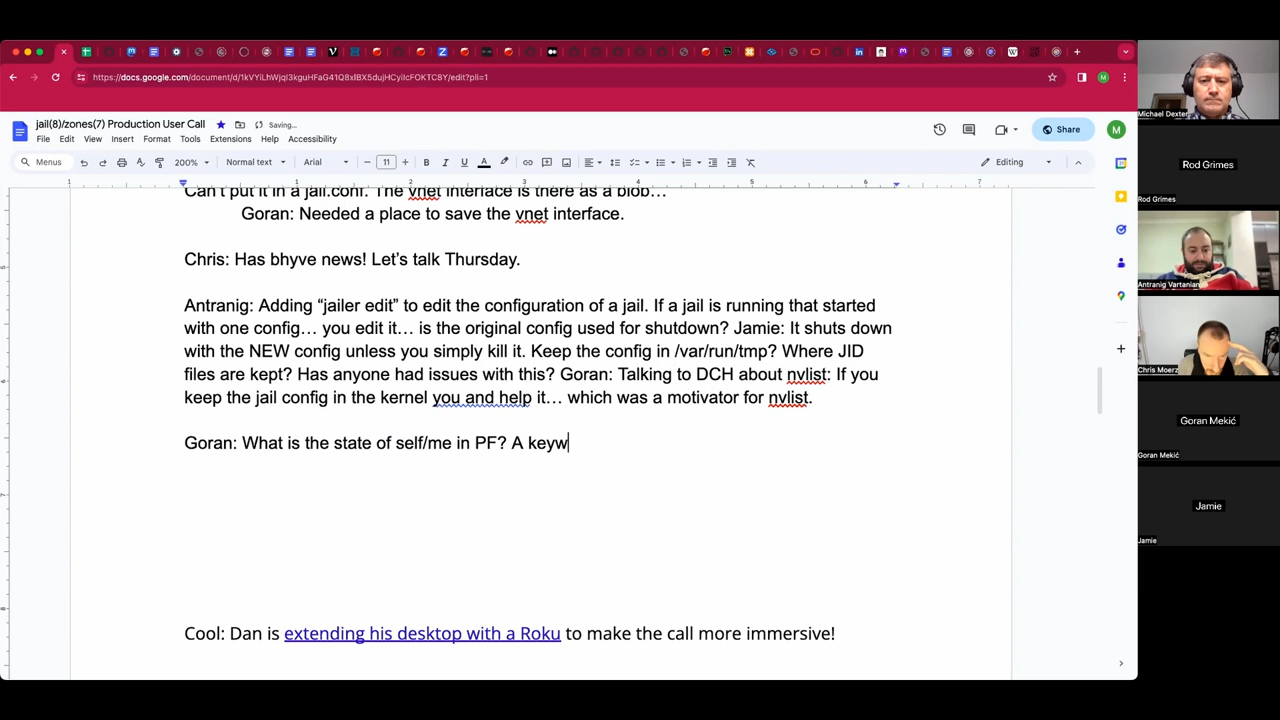 https://docs.google.com/document/d/1kVYiLhWjqI3kguHFaG41Q8xlBX5dujHCyiIcFOKTC8Y/edit?pli=1
jail(8)/zones(7) Production User Call
Saving...
File Edit View Insert Format Tools Extensions Help Accessibility
Share
M
Menus
200%
Normal text
Arial
11
Editing
1 1 2 3 4 5 6 7
Can't put it in a jail.conf. The vnet interface is there as a blob…
Goran: Needed a place to save the vnet interface.
Chris: Has bhyve news! Let's talk Thursday.
Antranig: Adding “jailer edit” to edit the configuration of a jail. If a jail is running that started
with one config… you edit it… is the original config used for shutdown? Jamie: It shuts down
with the NEW config unless you simply kill it. Keep the config in /var/run/tmp? Where JID
files are kept? Has anyone had issues with this? Goran: Talking to DCH about nvlist: If you
keep the jail config in the kernel you and help it… which was a motivator for nvlist.
Goran: What is the state of self/me in PF? A keyw
Cool: Dan is extending his desktop with a Roku to make the call more immersive!
Michael Dexter
Rod Grimes
Rod Grimes
Antranig Vartanian
Chris Moerz
Goran Mekić
Goran Mekić
Jamie
Jamie